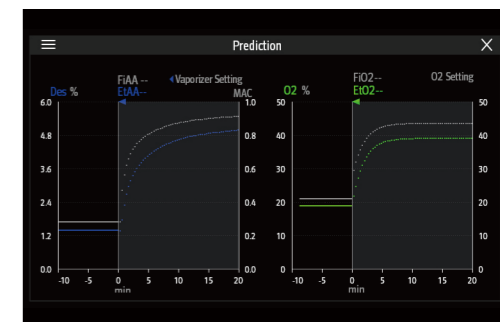 Prediction
FiAA -- Vaporizer Setting
Des % EtAA-- MAC
6.0 1.0
4.8 0.8
3.6 0.6
2.4 0.4
1.2 0.2
0.0 0.0
-10 -5 0 5 10 15 20
min
FiO2-- O2 Setting
O2 % EtO2--
50 50
40 40
30 30
20 20
10 10
0 0
-10 -5 0 5 10 15 20
min